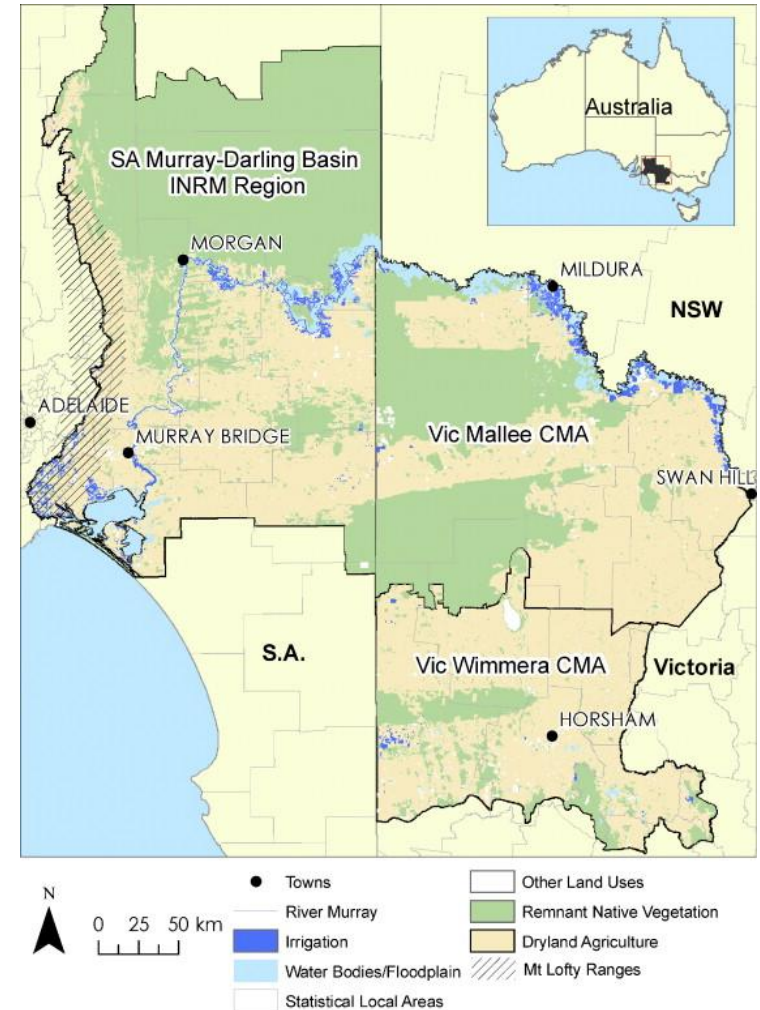 Australia
SA Murray-Darling Basin
INRM Region
MORGAN
MILDURA
NSW
ADELAIDE
MURRAY BRIDGE
Vic Mallee CMA
SWAN HILL
S.A.
Vic Wimmera CMA
Victoria
HORSHAM
N
0 25 50 km
Towns
River Murray
Irrigation
Water Bodies/Floodplain
Statistical Local Areas
Other Land Uses
Remnant Native Vegetation
Dryland Agriculture
Mt Lofty Ranges